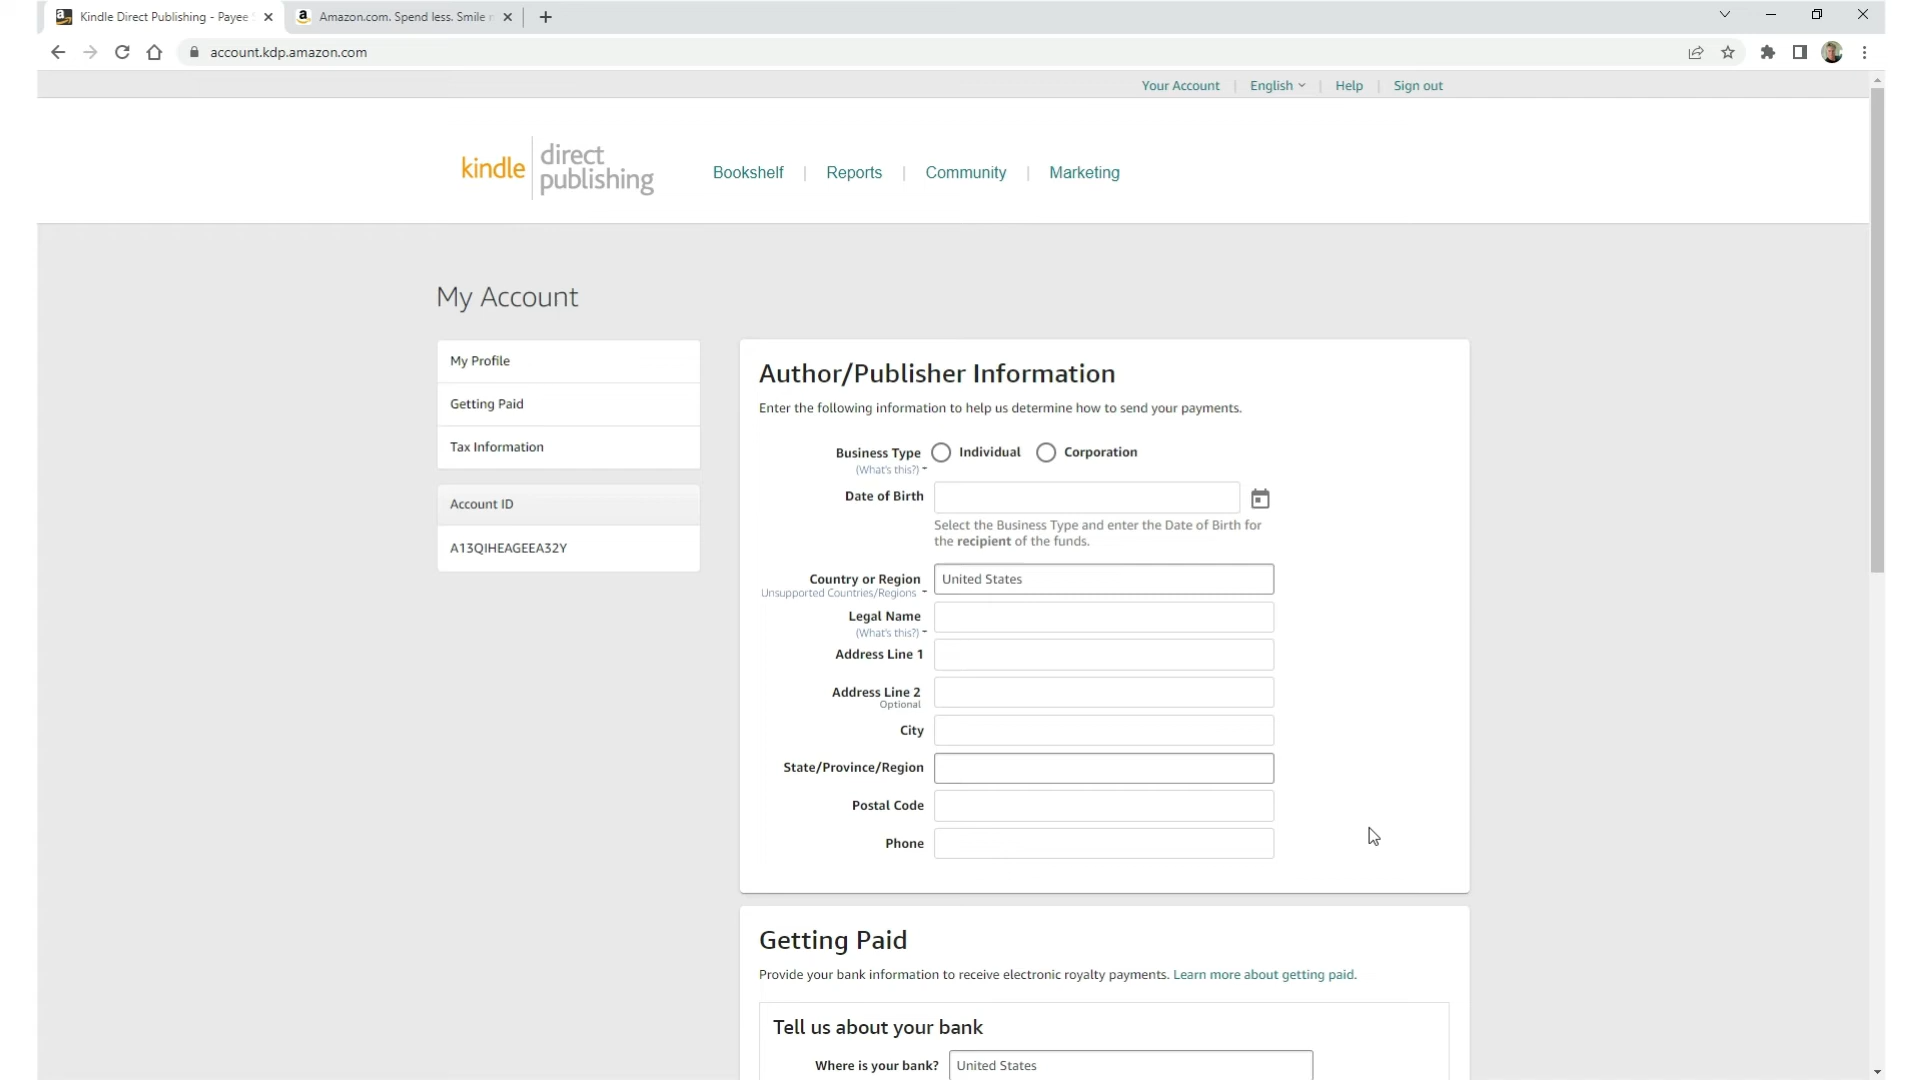 Kindle Direct Publishing - Payee
Amazon.com. Spend less. Smile
account.kdp.amazon.com
Your Account | English | Help | Sign out
kindle direct publishing
Bookshelf | Reports | Community | Marketing
My Account
My Profile
Getting Paid
Tax Information
Account ID
A13QIHEAGEEA32Y
Author/Publisher Information
Enter the following information to help us determine how to send your payments.
Business Type Individual Corporation
(What's this?)
Date of Birth
Select the Business Type and enter the Date of Birth for
the recipient of the funds.
Country or Region United States
Unsupported Countries/Regions
Legal Name
(What's this?)
Address Line 1
Address Line 2
Optional
City
State/Province/Region
Postal Code
Phone
Getting Paid
Provide your bank information to receive electronic royalty payments. Learn more about getting paid.
Tell us about your bank
Where is your bank? United States